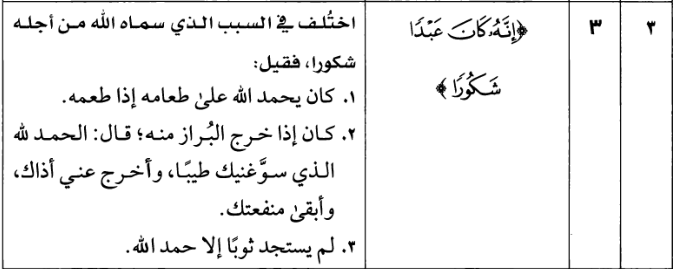 ٣
٣
﴿إِنَّهُۥ كَانَ عَبْدًا
شَكُورًا﴾
اختُلف في السبب الذي سماه الله من أجله
شكورا، فقيل:
١. كان يحمد الله علىٰ طعامه إذا طعمه.
٢. كان إذا خرج البُراز منه؛ قال: الحمد لله
الذي سوَّغنيك طيبًا، وأخرج عني أذاك،
وأبقىٰ منفعتك.
٣. لم يستجد ثوبًا إلا حمد الله.